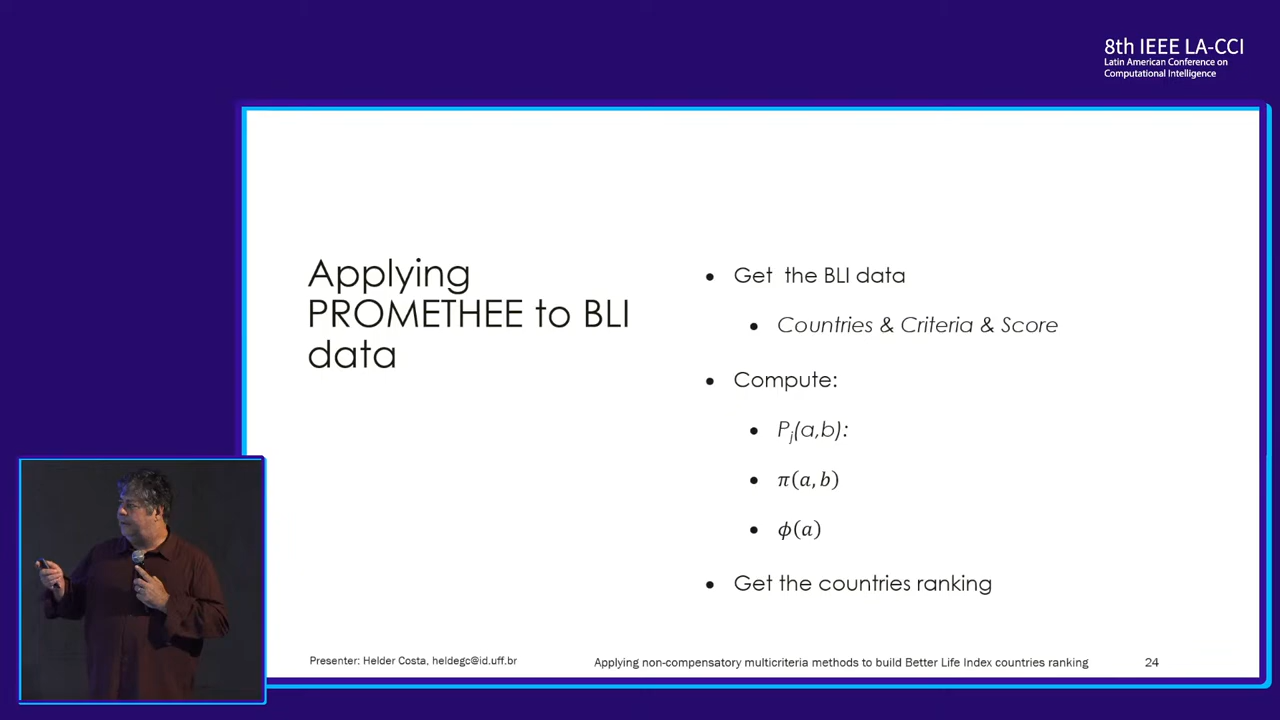 8th IEEE LA-CCI
Latin American Conference on
Computational Intelligence
Applying
PROMETHEE to BLI
data
• Get the BLI data
• Countries & Criteria & Score
• Compute:
• Pj(a,b):
• π(a, b)
• ϕ(a)
• Get the countries ranking
Presenter: Helder Costa, heldegc@id.uff.br
Applying non-compensatory multicriteria methods to build Better Life Index countries ranking
24